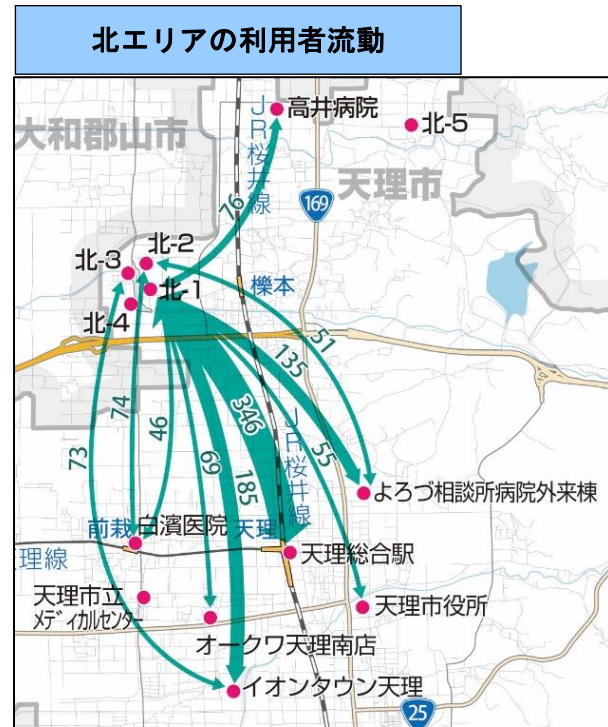 北エリアの利用者流動
高井病院
北-5
大和郡山市
JR桜井線
天理市
169
76
北-2
北-3
北-1
櫟本
北-4
51
135
74
46
346
55
73
69
185
JR桜井線
よろづ相談所病院外来棟
前栽
白濱医院
天理
天理総合駅
理線
天理市立
メディカルセンター
天理市役所
オークワ天理南店
イオンタウン天理
25